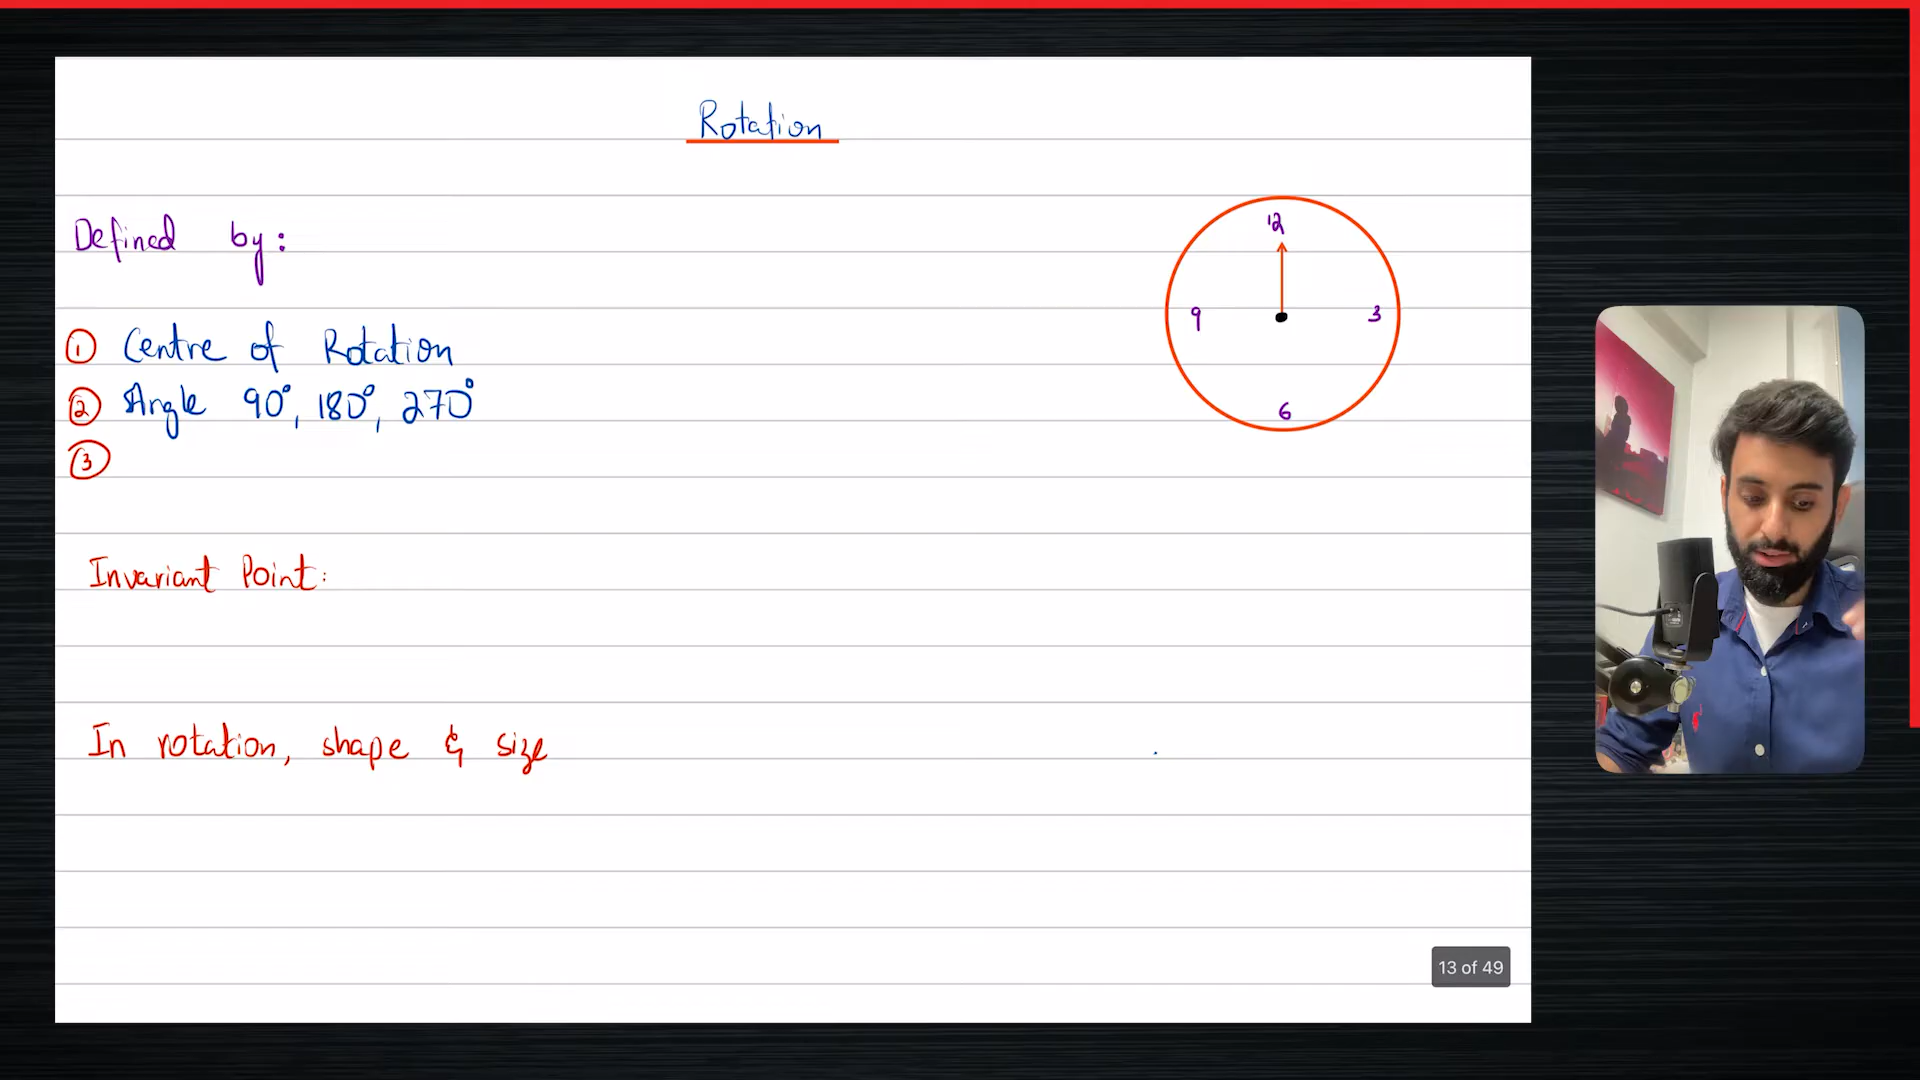 Rotation
Defined by:
12
9
3
6
① Centre of Rotation
② Angle 90°, 180°, 270°
③
Invariant Point:
In rotation, shape & size
13 of 49